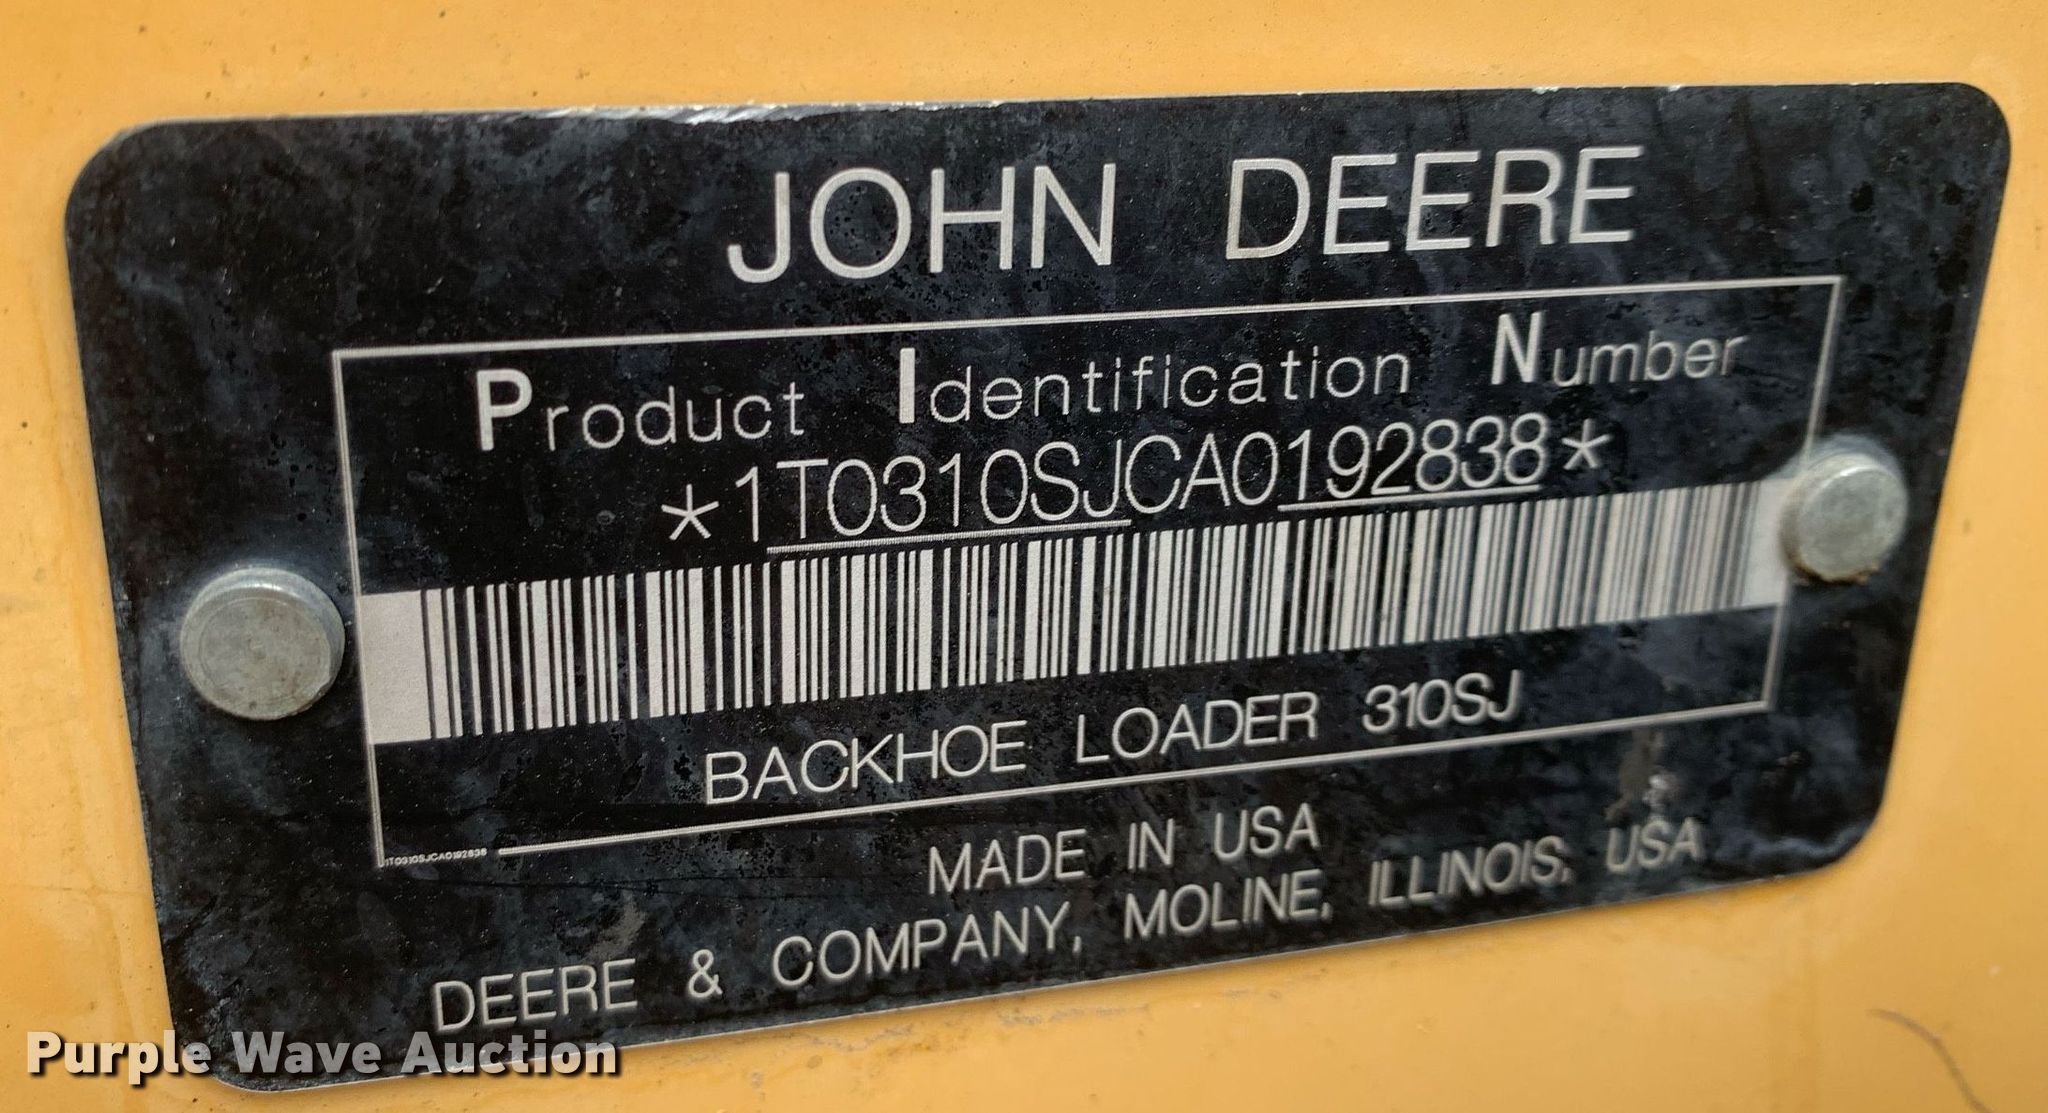 JOHN DEERE
Product Identification Number
*1T0310SJCA0192838*
BACKHOE LOADER 310SJ
1T0310SJCA0192838
MADE IN USA
DEERE & COMPANY, MOLINE, ILLINOIS, USA
Purple Wave Auction